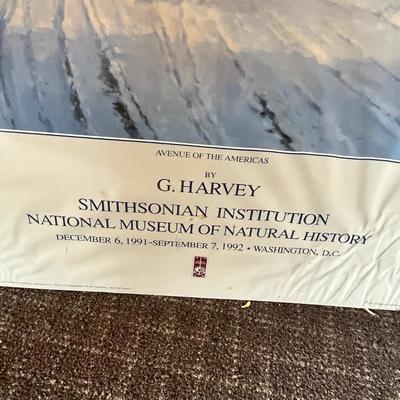 AVENUE OF THE AMERICAS
BY
G. HARVEY
SMITHSONIAN INSTITUTION
NATIONAL MUSEUM OF NATURAL HISTORY
DECEMBER 6, 1991–SEPTEMBER 7, 1992 • WASHINGTON, D.C.